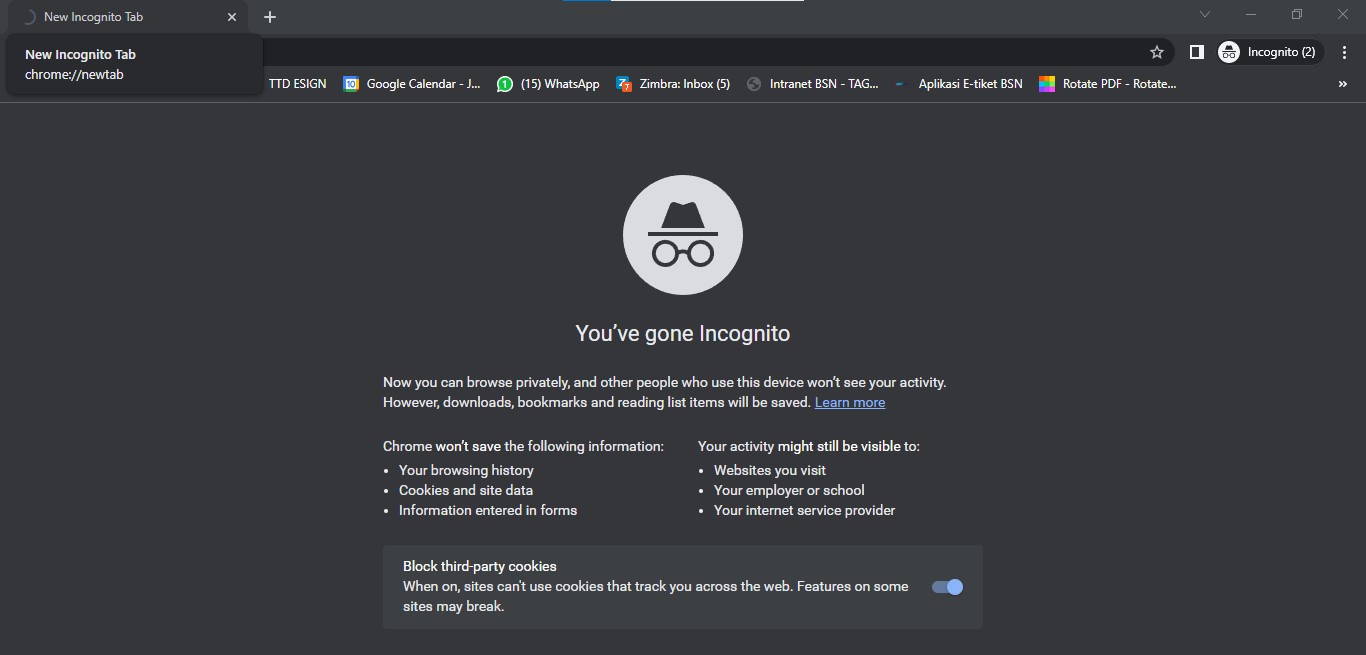 New Incognito Tab
Incognito (2)
New Incognito Tab
chrome://newtab
TTD ESIGN
10 Google Calendar - J...
1 (15) WhatsApp
Z7 Zimbra: Inbox (5)
Intranet BSN - TAG...
Aplikasi E-tiket BSN
Rotate PDF - Rotate...
You’ve gone Incognito
Now you can browse privately, and other people who use this device won’t see your activity.
However, downloads, bookmarks and reading list items will be saved. Learn more
Chrome won’t save the following information:
• Your browsing history
• Cookies and site data
• Information entered in forms
Your activity might still be visible to:
• Websites you visit
• Your employer or school
• Your internet service provider
Block third-party cookies
When on, sites can't use cookies that track you across the web. Features on some
sites may break.